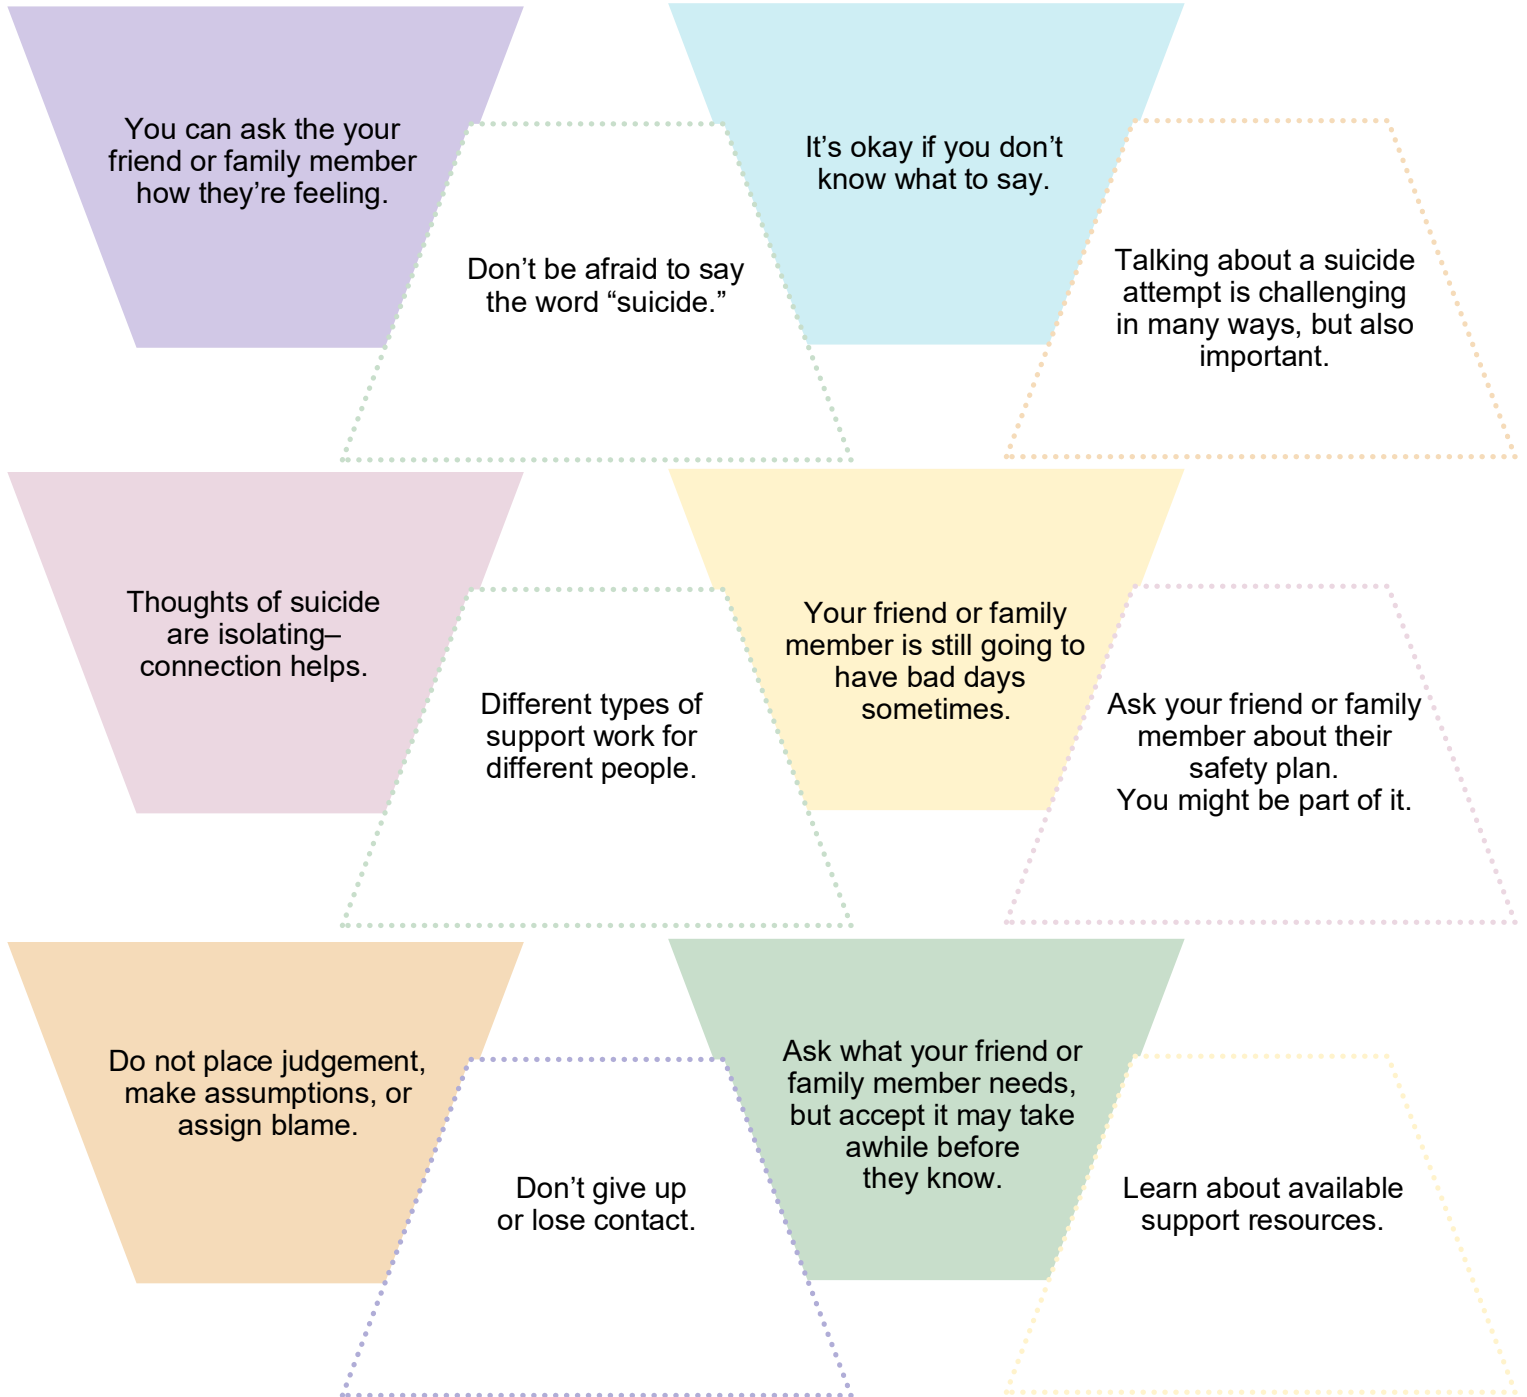 You can ask the your
friend or family member
how they’re feeling.
Don’t be afraid to say
the word “suicide.”
It’s okay if you don’t
know what to say.
Talking about a suicide
attempt is challenging
in many ways, but also
important.
Thoughts of suicide
are isolating–
connection helps.
Different types of
support work for
different people.
Your friend or family
member is still going to
have bad days
sometimes.
Ask your friend or family
member about their
safety plan.
You might be part of it.
Do not place judgement,
make assumptions, or
assign blame.
Don’t give up
or lose contact.
Ask what your friend or
family member needs,
but accept it may take
awhile before
they know.
Learn about available
support resources.